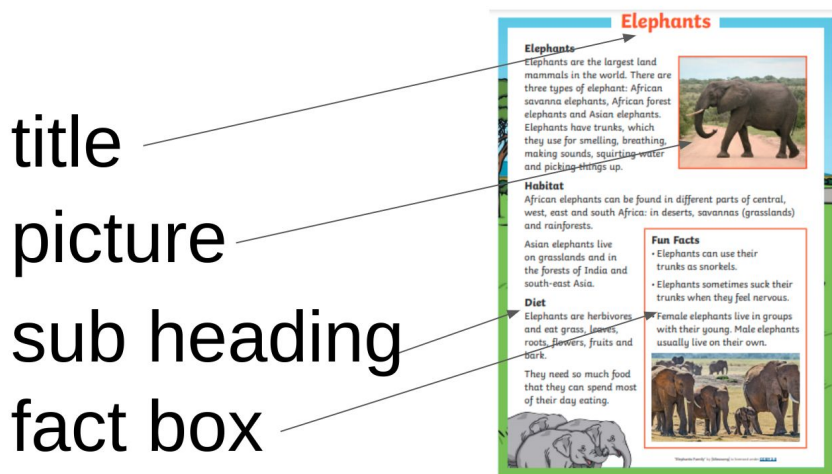 title
picture
sub heading
fact box
Elephants
Elephants
Elephants are the largest land
mammals in the world. There are
three types of elephant: African
savanna elephants, African forest
elephants and Asian elephants.
Elephants have trunks, which
they use for smelling, breathing,
making sounds, squirting water
and picking things up.
Habitat
African elephants can be found in different parts of central,
west, east and south Africa: in deserts, savannas (grasslands)
and rainforests.
Asian elephants live
on grasslands and in
the forests of India and
south-east Asia.
Diet
Elephants are herbivores
and eat grass, leaves,
roots, flowers, fruits and
bark.
They need so much food
that they can spend most
of their day eating.
Fun Facts
• Elephants can use their
trunks as snorkels.
• Elephants sometimes suck their
trunks when they feel nervous.
• Female elephants live in groups
with their young. Male elephants
usually live on their own.